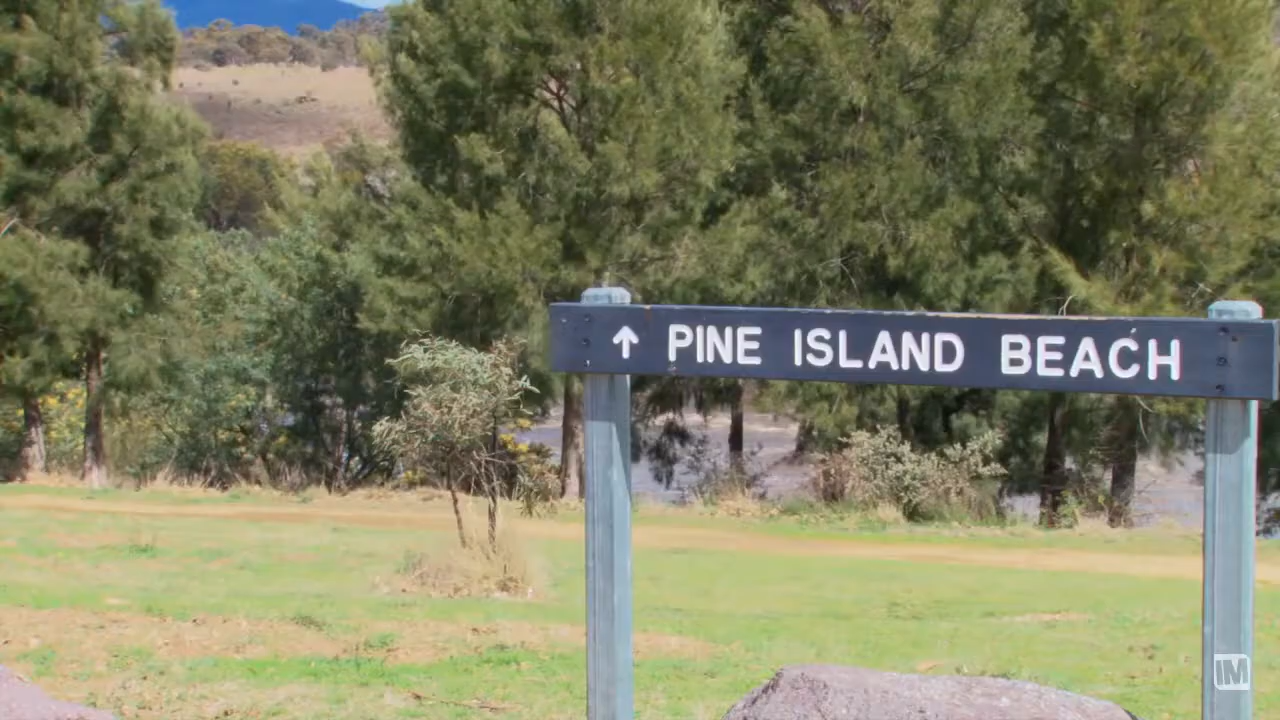 ↑ PINE ISLAND BEACH
IM